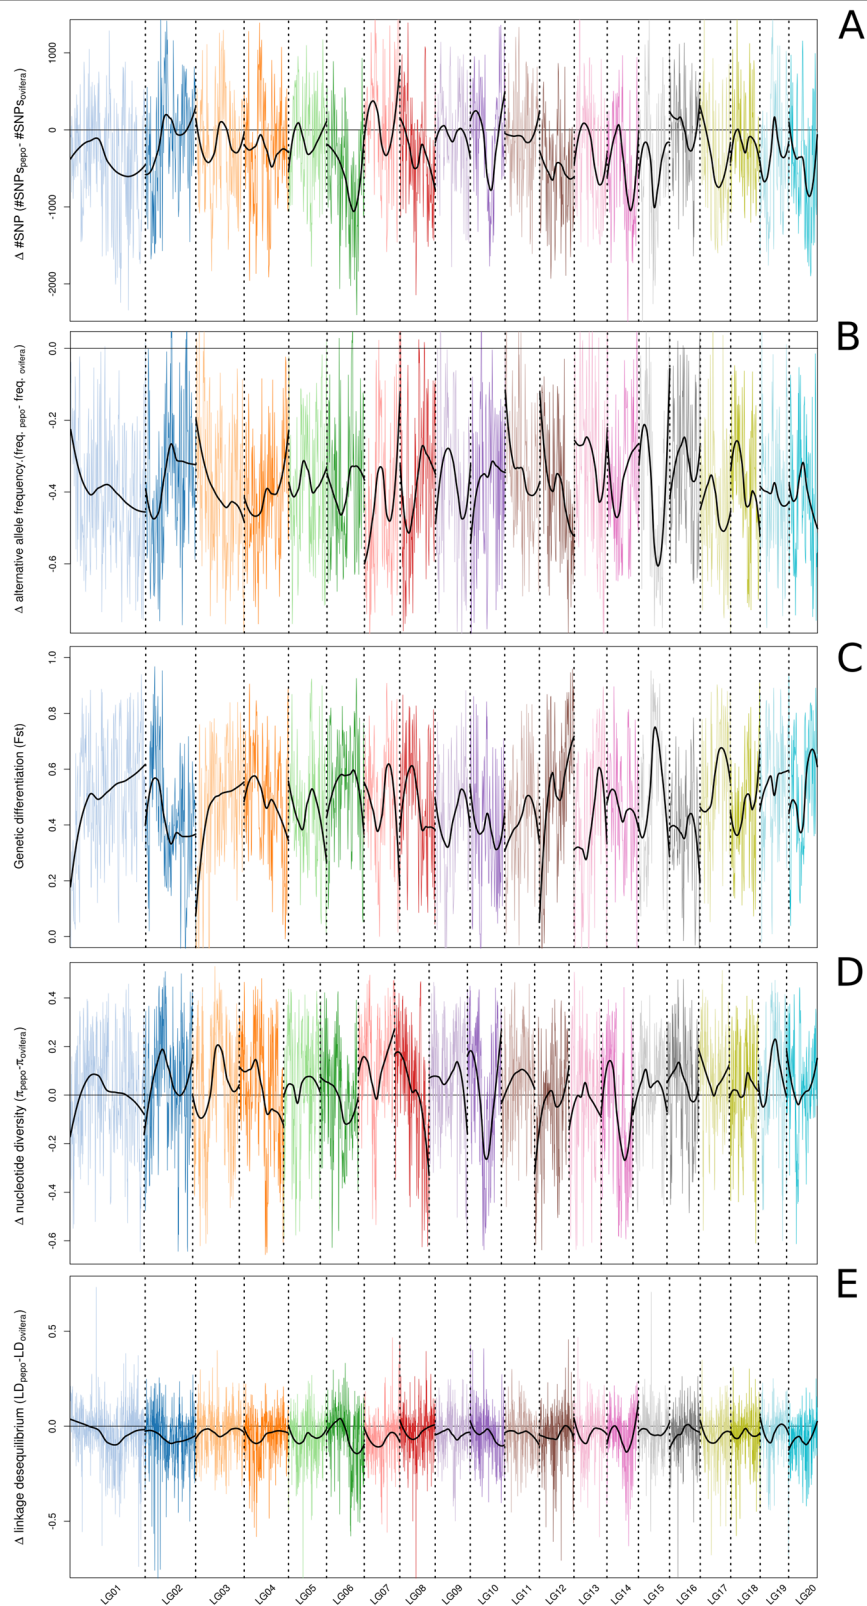 A
Δ #SNP (#SNPspepo- #SNPsovifera)
1000
0
-1000
-2000
B
Δ alternative allele frequency.(freq. pepo- freq. ovifera)
0.0
-0.2
-0.4
-0.6
C
Genetic differentiation (Fst)
1.0
0.8
0.6
0.4
0.2
0.0
D
Δ nucleotide diversity (πpepo-πovifera)
0.4
0.2
0.0
-0.2
-0.4
-0.6
E
Δ linkage desequilibrium (LDpepo-LDovifera)
0.5
0.0
-0.5
LG01 LG02 LG03 LG04 LG05 LG06 LG07 LG08 LG09 LG10 LG11 LG12 LG13 LG14 LG15 LG16 LG17 LG18 LG19 LG20